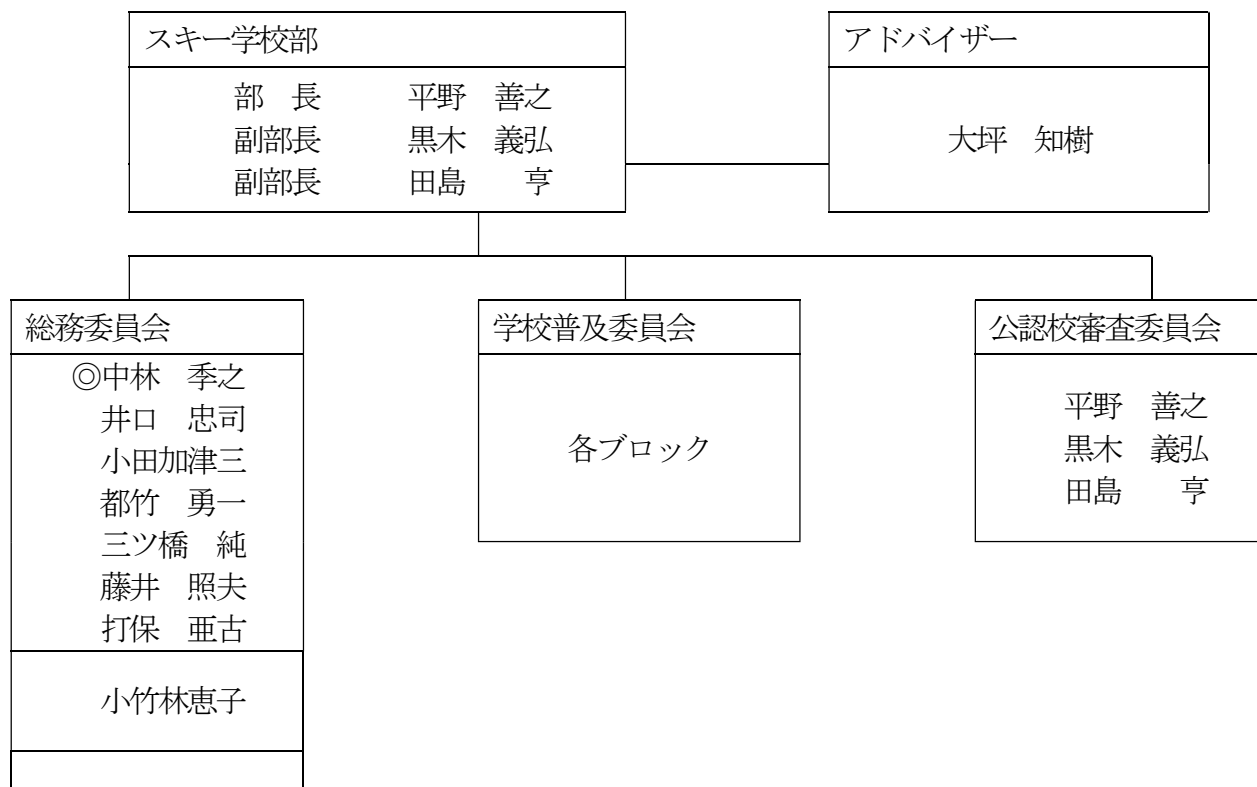 スキー学校部
部　長　　　平野　善之
副部長　　　黒木　義弘
副部長　　　田島　　亨
アドバイザー
大坪　知樹
総務委員会
◎中林　季之
井口　忠司
小田加津三
都竹　勇一
三ツ橋　純
藤井　照夫
打保　亜古
小竹林恵子
学校普及委員会
各ブロック
公認校審査委員会
平野　善之
黒木　義弘
田島　　亨